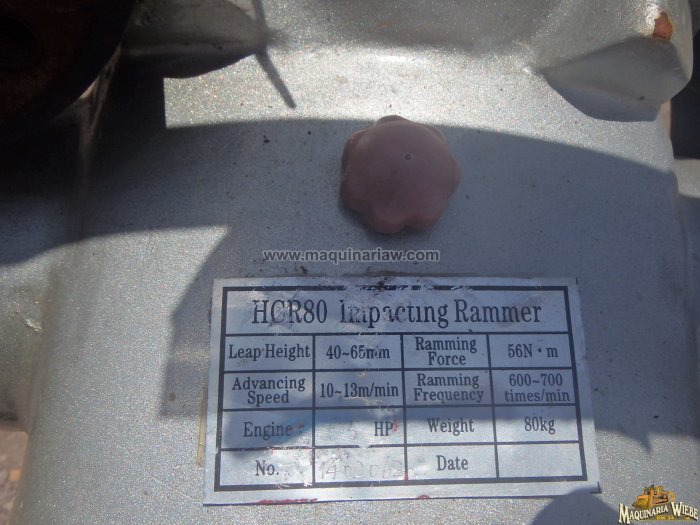 www.maquinariaw.com
HCR80 Impacting Rammer
Leap Height 40~65mm Ramming Force 56N·m
Advancing Speed 10~13m/min Ramming Frequency 600~700 times/min
Engine HP Weight 80kg
No. Date
MAQUINARIA WIEBE